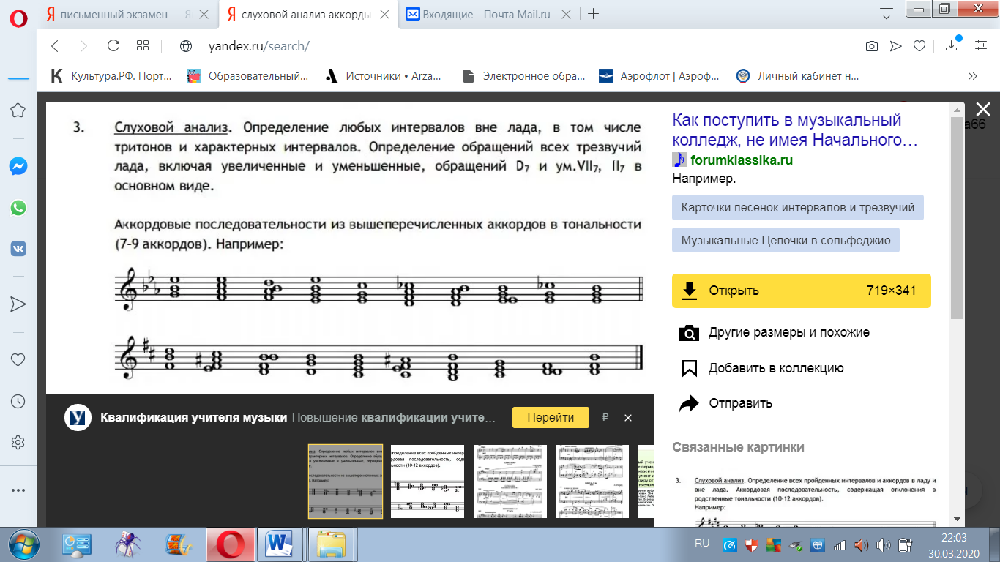 письменный экзамен — Я
слуховой анализ аккорды
Входящие - Почта Mail.ru
yandex.ru/search/
Культура.РФ. Порт...
Образовательный...
Источники • Arza...
Электронное обра...
Аэрофлот | Аэроф...
Личный кабинет н...
3. Слуховой анализ. Определение любых интервалов вне лада, в том числе
тритонов и характерных интервалов. Определение обращений всех трезвучий
лада, включая увеличенные и уменьшенные, обращений D7 и ум.VII7, II7 в
основном виде.
Аккордовые последовательности из вышеперечисленных аккордов в тональности
(7-9 аккордов). Например:
Квалификация учителя музыки Повышение квалификации учите...
Перейти
₽
Как поступить в музыкальный
колледж, не имея Начального...
forumklassika.ru
Например.
Карточки песенок интервалов и трезвучий
Музыкальные Цепочки в сольфеджио
Открыть 719×341
Другие размеры и похожие
Добавить в коллекцию
Отправить
Связанные картинки
3. Слуховой анализ. Определение всех пройденных интервалов и аккордов в ладу и
вне лада. Аккордовая последовательность, содержащая отклонения в
родственные тональности (10-12 аккордов).
Например:
а66
RU
22:03
30.03.2020